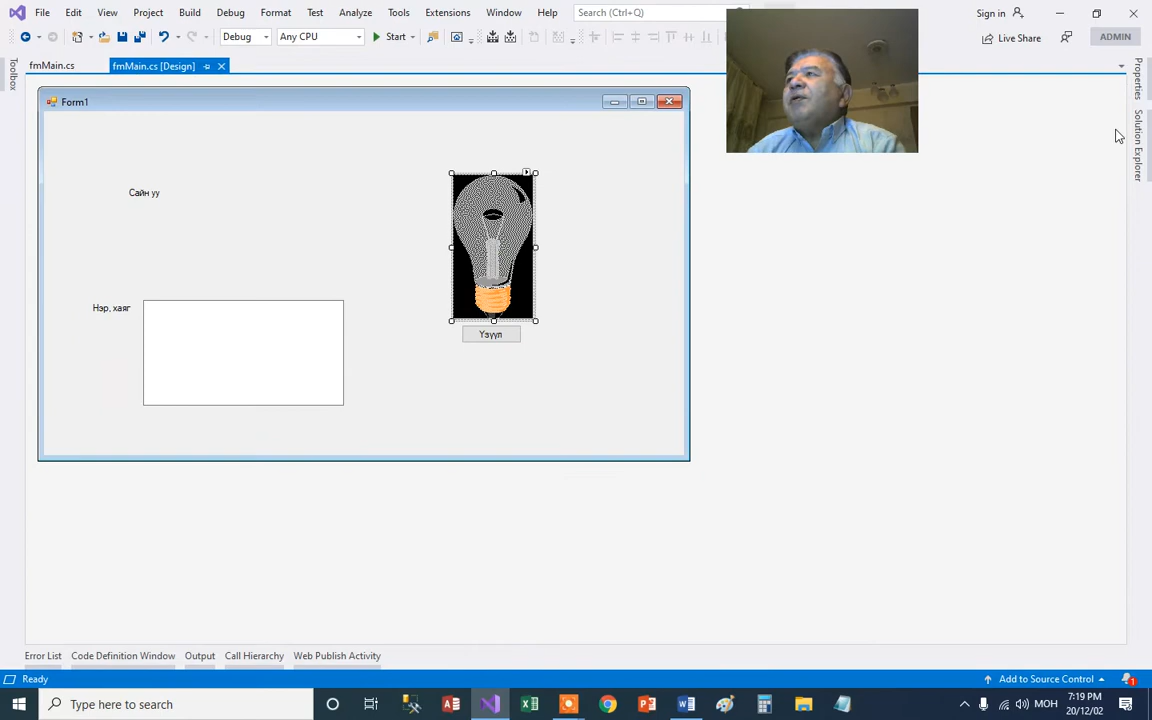 File Edit View Project Build Debug Format Test Analyze Tools Extensions Window Help Search (Ctrl+Q) Sign in
Debug Any CPU Start Live Share ADMIN
fmMain.cs fmMain.cs [Design]
Toolbox
Properties
Solution Explorer
Form1
Сайн уу
Нэр, хаяг
Үзүүл
Error List Code Definition Window Output Call Hierarchy Web Publish Activity
Ready Add to Source Control 1
Type here to search
МОН
7:19 PM
20/12/02